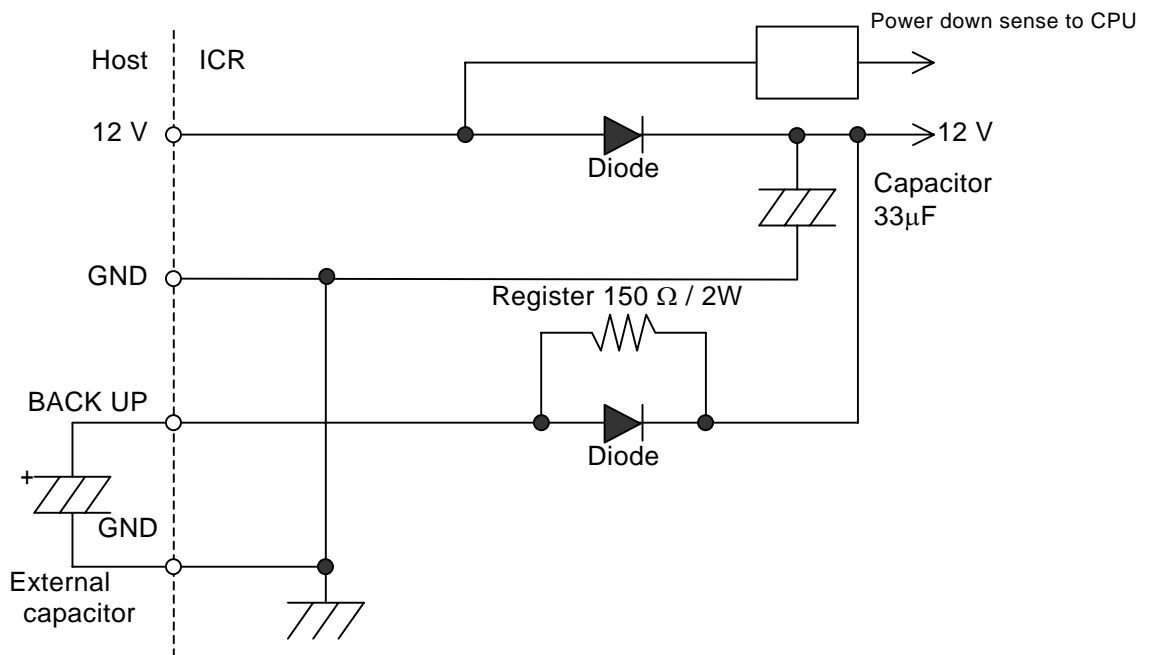 Power down sense to CPU
Host
ICR
12 V
12 V
Diode
Capacitor
33μF
GND
Register 150 Ω / 2W
BACK UP
Diode
+
GND
External
capacitor